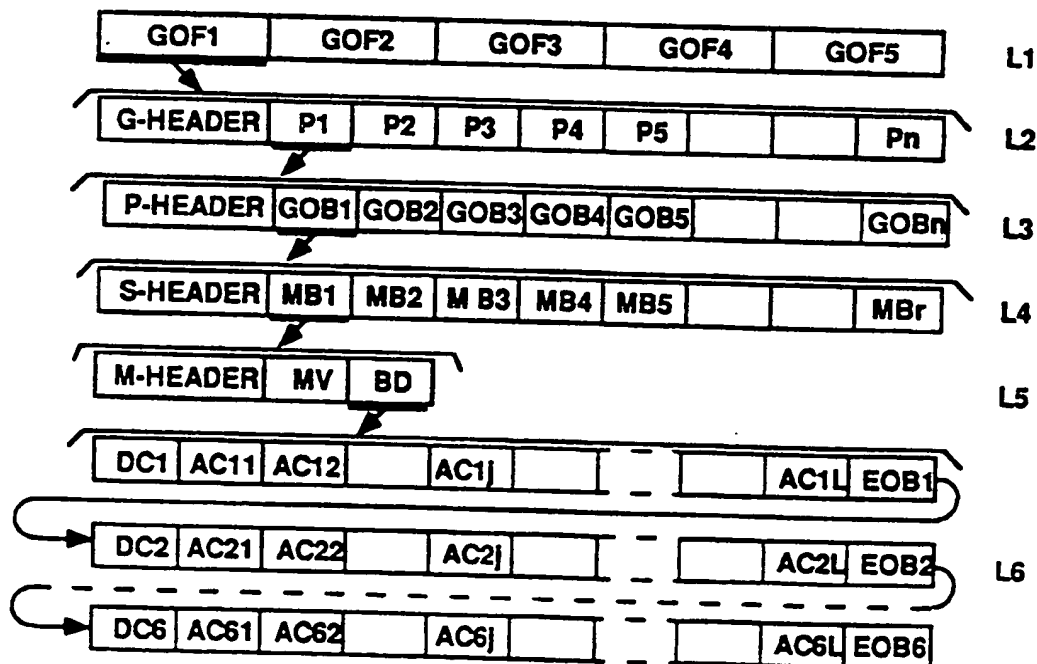 GOF1 GOF2 GOF3 GOF4 GOF5 L1
G-HEADER P1 P2 P3 P4 P5 Pn L2
P-HEADER GOB1 GOB2 GOB3 GOB4 GOB5 GOBn L3
S-HEADER MB1 MB2 M B3 MB4 MB5 MBr L4
M-HEADER MV BD L5
DC1 AC11 AC12 AC1j AC1L EOB1
DC2 AC21 AC22 AC2j AC2L EOB2 L6
DC6 AC61 AC62 AC6j AC6L EOB6